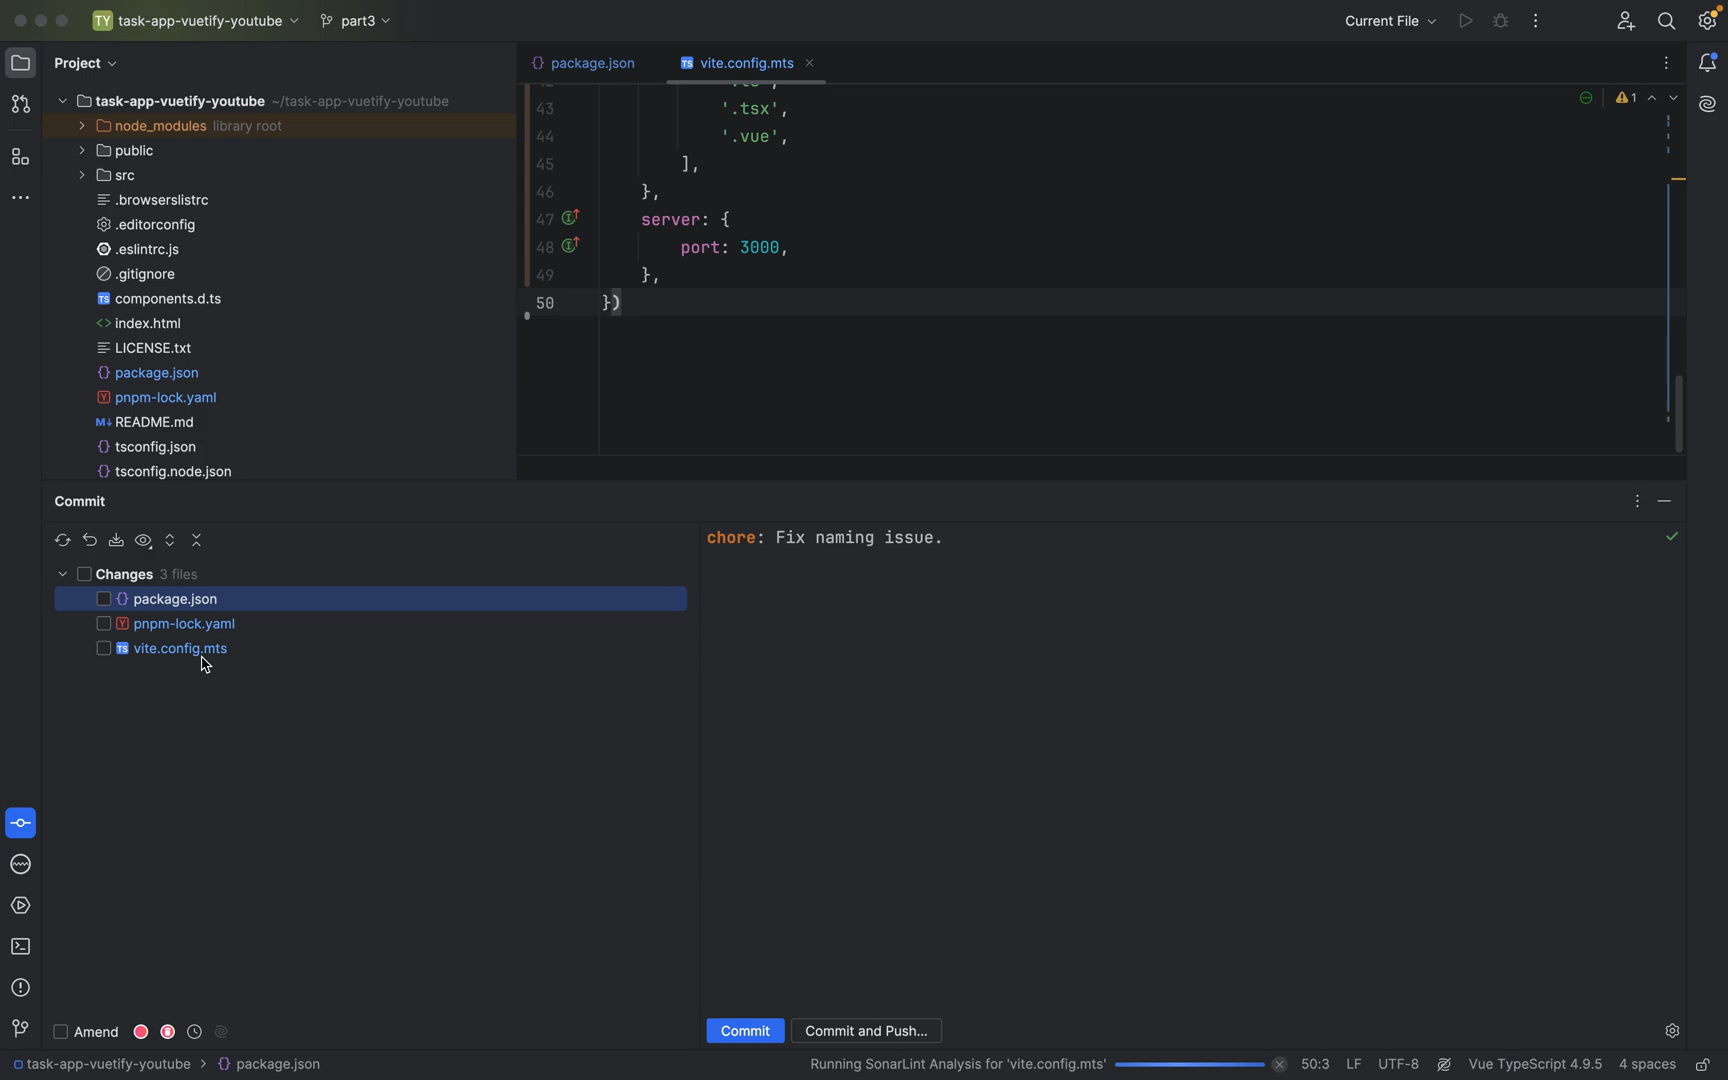 TY task-app-vuetify-youtube part3 Current File
Project
package.json
TS vite.config.mts
task-app-vuetify-youtube ~/task-app-vuetify-youtube
node_modules library root
public
src
.browserslistrc
.editorconfig
.eslintrc.js
.gitignore
TS components.d.ts
<> index.html
LICENSE.txt
{} package.json
Y pnpm-lock.yaml
M↓ README.md
{} tsconfig.json
{} tsconfig.node.json
43 '.tsx',
44 '.vue',
45 ],
46 },
47 server: {
48 port: 3000,
49 },
50 })
1
Commit
Changes 3 files
{} package.json
Y pnpm-lock.yaml
TS vite.config.mts
chore: Fix naming issue.
Amend
Commit
Commit and Push...
task-app-vuetify-youtube > {} package.json
Running SonarLint Analysis for 'vite.config.mts'
50:3 LF UTF-8 Vue TypeScript 4.9.5 4 spaces